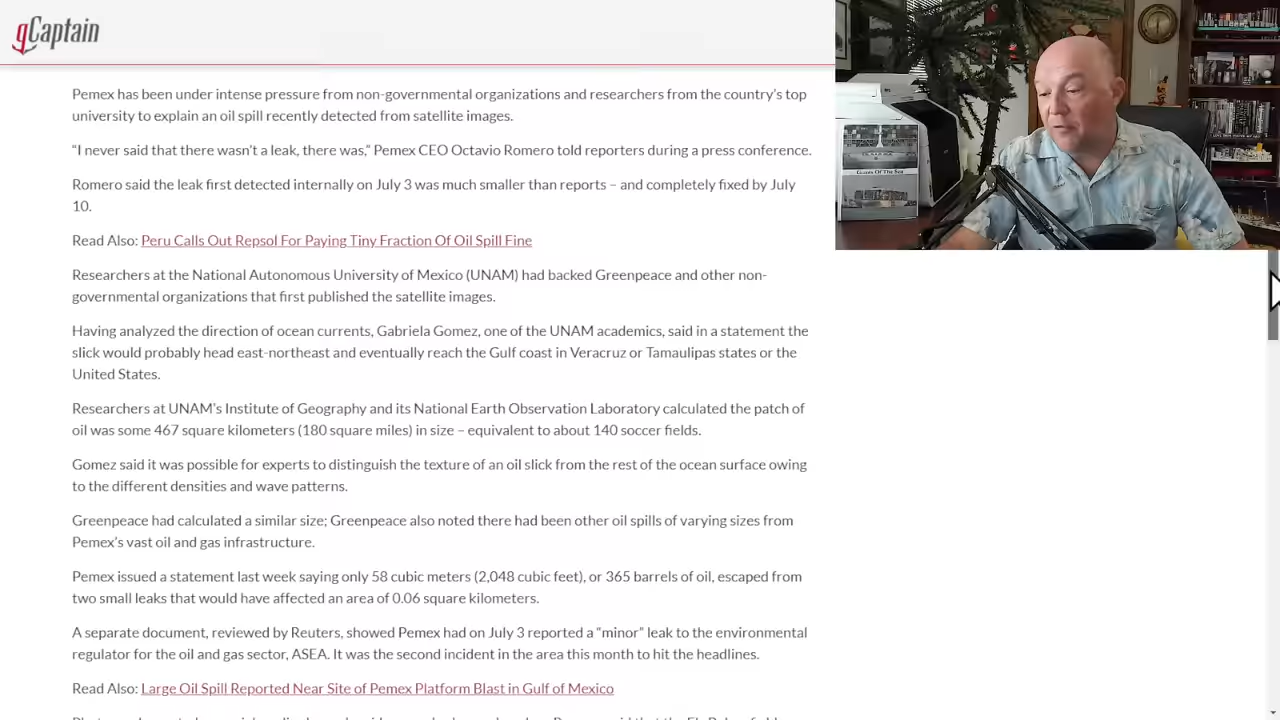 gCaptain
Pemex has been under intense pressure from non-governmental organizations and researchers from the country's top
university to explain an oil spill recently detected from satellite images.
“I never said that there wasn't a leak, there was,” Pemex CEO Octavio Romero told reporters during a press conference.
Romero said the leak first detected internally on July 3 was much smaller than reports – and completely fixed by July
10.
Read Also: Peru Calls Out Repsol For Paying Tiny Fraction Of Oil Spill Fine
Researchers at the National Autonomous University of Mexico (UNAM) had backed Greenpeace and other non-
governmental organizations that first published the satellite images.
Having analyzed the direction of ocean currents, Gabriela Gomez, one of the UNAM academics, said in a statement the
slick would probably head east-northeast and eventually reach the Gulf coast in Veracruz or Tamaulipas states or the
United States.
Researchers at UNAM's Institute of Geography and its National Earth Observation Laboratory calculated the patch of
oil was some 467 square kilometers (180 square miles) in size – equivalent to about 140 soccer fields.
Gomez said it was possible for experts to distinguish the texture of an oil slick from the rest of the ocean surface owing
to the different densities and wave patterns.
Greenpeace had calculated a similar size; Greenpeace also noted there had been other oil spills of varying sizes from
Pemex's vast oil and gas infrastructure.
Pemex issued a statement last week saying only 58 cubic meters (2,048 cubic feet), or 365 barrels of oil, escaped from
two small leaks that would have affected an area of 0.06 square kilometers.
A separate document, reviewed by Reuters, showed Pemex had on July 3 reported a “minor” leak to the environmental
regulator for the oil and gas sector, ASEA. It was the second incident in the area this month to hit the headlines.
Read Also: Large Oil Spill Reported Near Site of Pemex Platform Blast in Gulf of Mexico
Giants Of The Sea